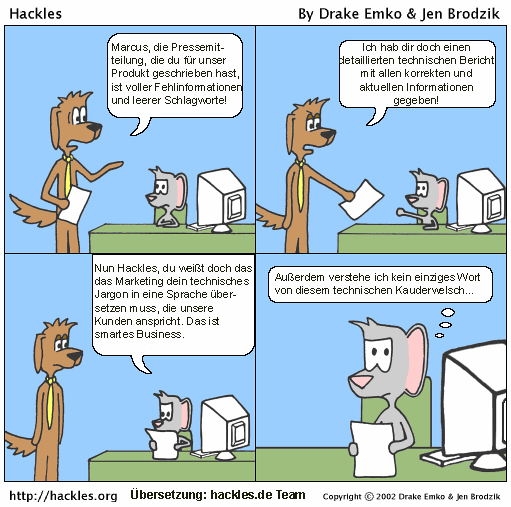 Hackles
By Drake Emko & Jen Brodzik
Marcus, die Pressemit-
teilung, die du für unser
Produkt geschrieben hast,
ist voller Fehlinformationen
und leerer Schlagworte!
Ich hab dir doch einen
detaillierten technischen Bericht
mit allen korrekten und
aktuellen Informationen
gegeben!
Nun Hackles, du weißt doch das
das Marketing dein technisches
Jargon in eine Sprache über-
setzen muss, die unsere
Kunden anspricht. Das ist
smartes Business.
Außerdem verstehe ich kein einziges Wort
von diesem technischen Kauderwelsch...
http://hackles.org
Übersetzung: hackles.de Team
Copyright © 2002 Drake Emko & Jen Brodzik